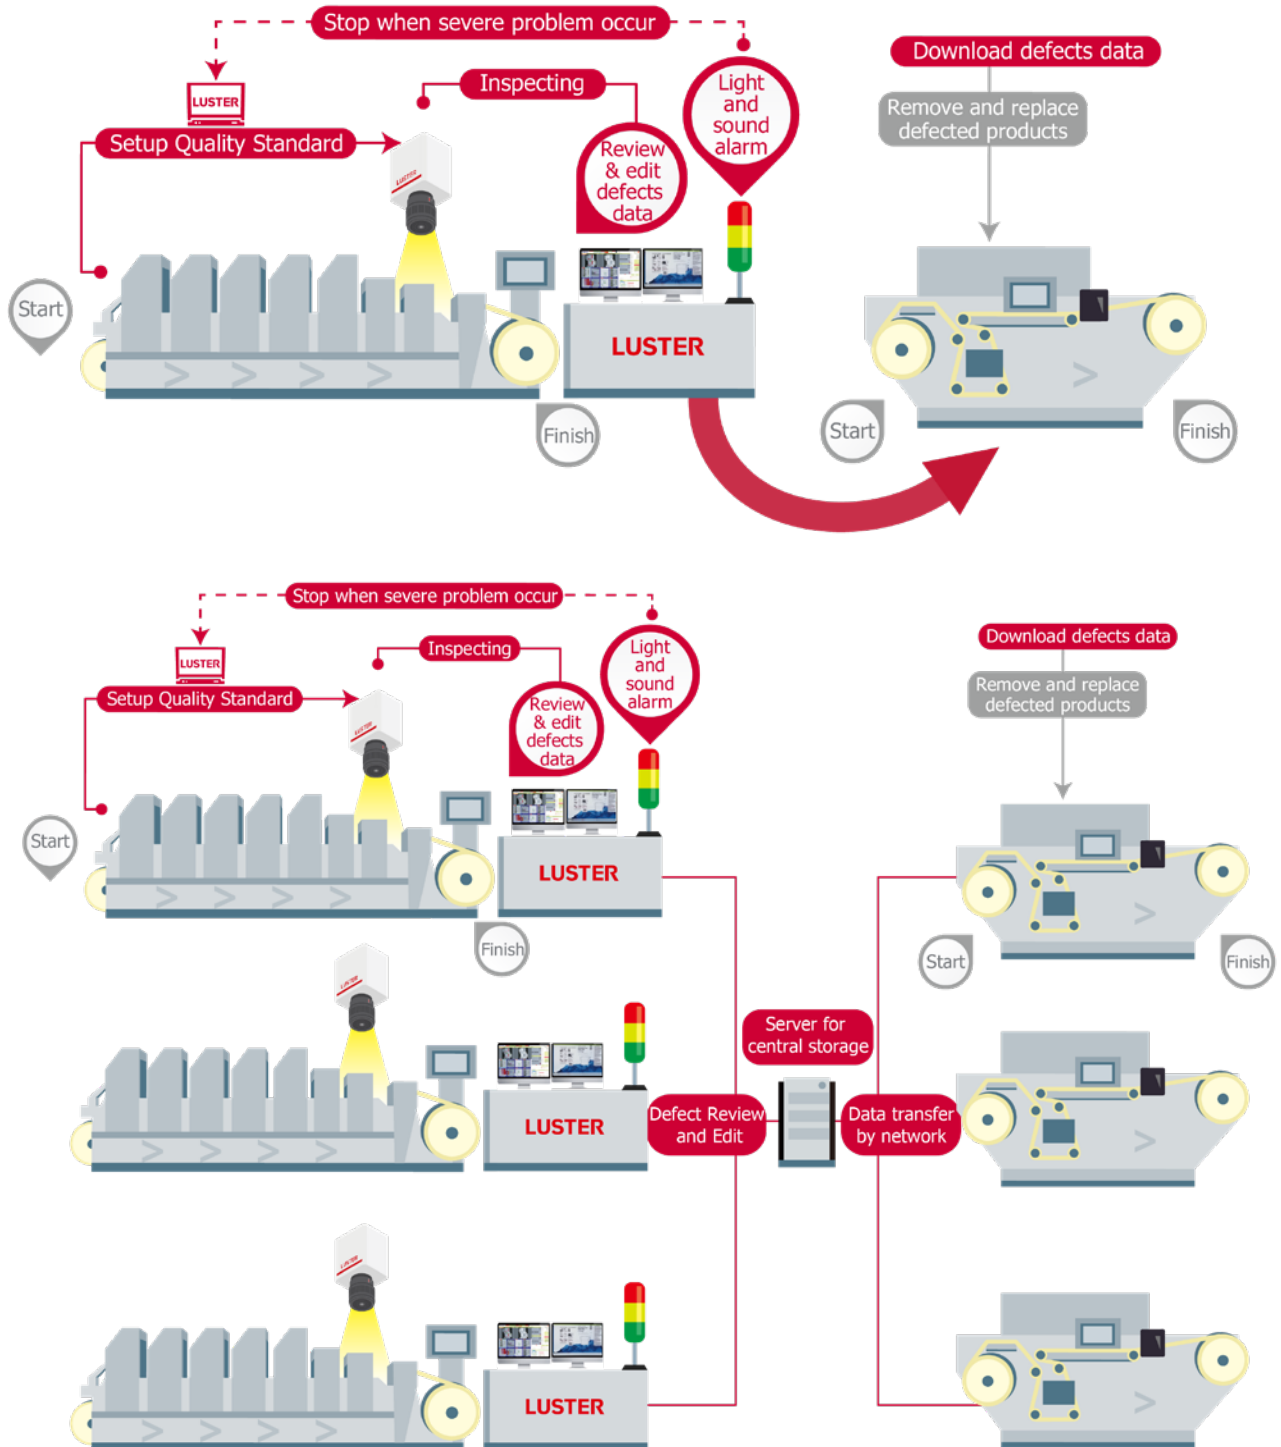 Stop when severe problem occur
Download defects data
LUSTER
Inspecting
Light
and
sound
alarm
Remove and replace
defected products
Setup Quality Standard
Review
& edit
defects
data
LUSTER
Start
LUSTER
Start
Finish
Finish
Stop when severe problem occur
Download defects data
LUSTER
Inspecting
Light
and
sound
alarm
Remove and replace
defected products
Setup Quality Standard
Review
& edit
defects
data
LUSTER
Start
LUSTER
Finish
Start
Finish
LUSTER
Server for
central storage
LUSTER
Defect Review
and Edit
Data transfer
by network
LUSTER
LUSTER